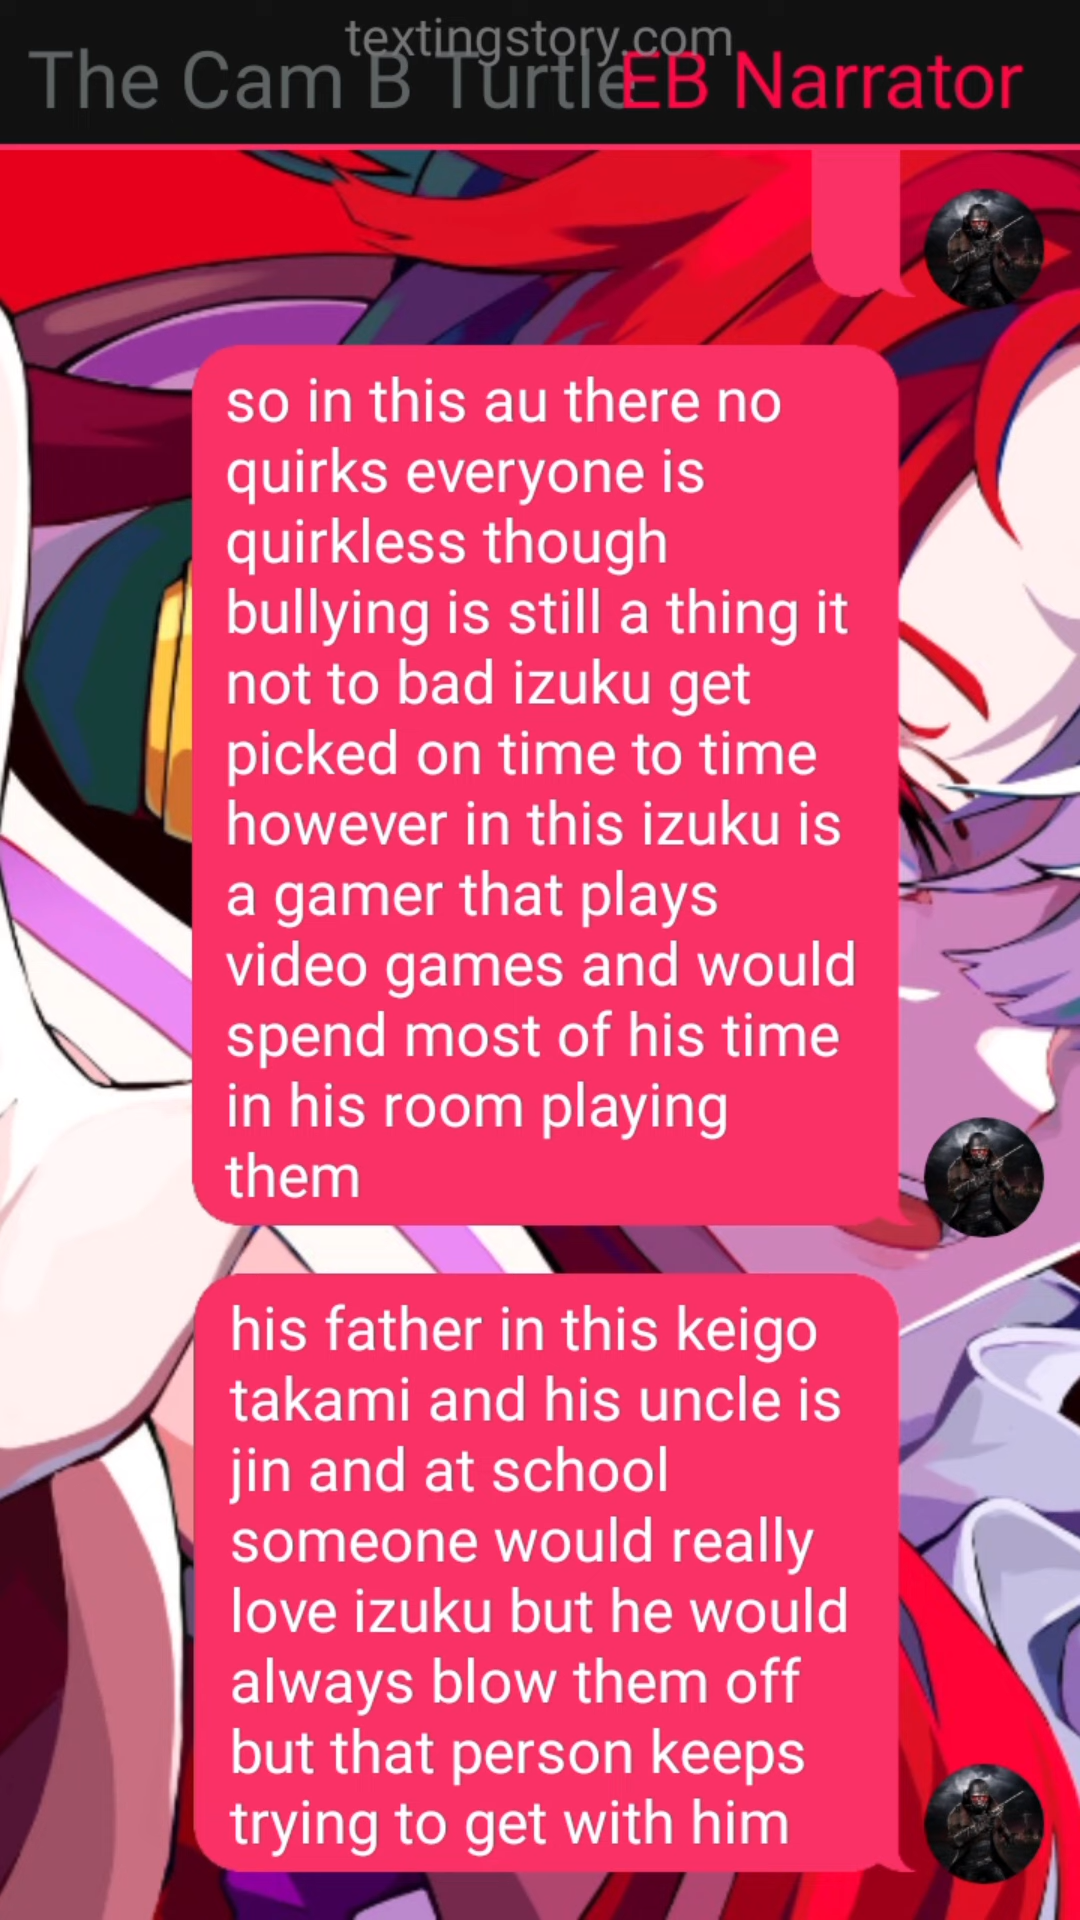 textingstory.com
The Cam B Turtle EB Narrator
so in this au there no
quirks everyone is
quirkless though
bullying is still a thing it
not to bad izuku get
picked on time to time
however in this izuku is
a gamer that plays
video games and would
spend most of his time
in his room playing
them
his father in this keigo
takami and his uncle is
jin and at school
someone would really
love izuku but he would
always blow them off
but that person keeps
trying to get with him